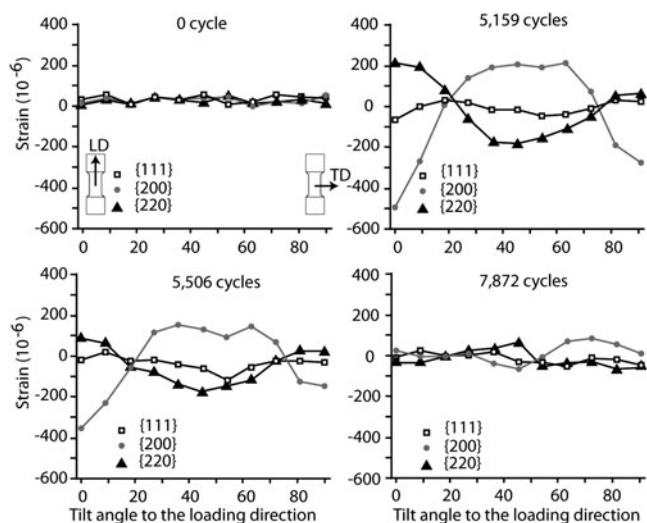 0 cycle
5,159 cycles
400
200
0
-200
-400
-600
Strain (10⁻⁶)
LD
TD
{111}
{200}
{220}
0 20 40 60 80
400
200
0
-200
-400
-600
{111}
{200}
{220}
0 20 40 60 80
5,506 cycles
7,872 cycles
400
200
0
-200
-400
-600
Strain (10⁻⁶)
{111}
{200}
{220}
0 20 40 60 80
Tilt angle to the loading direction
400
200
0
-200
-400
-600
{111}
{200}
{220}
0 20 40 60 80
Tilt angle to the loading direction